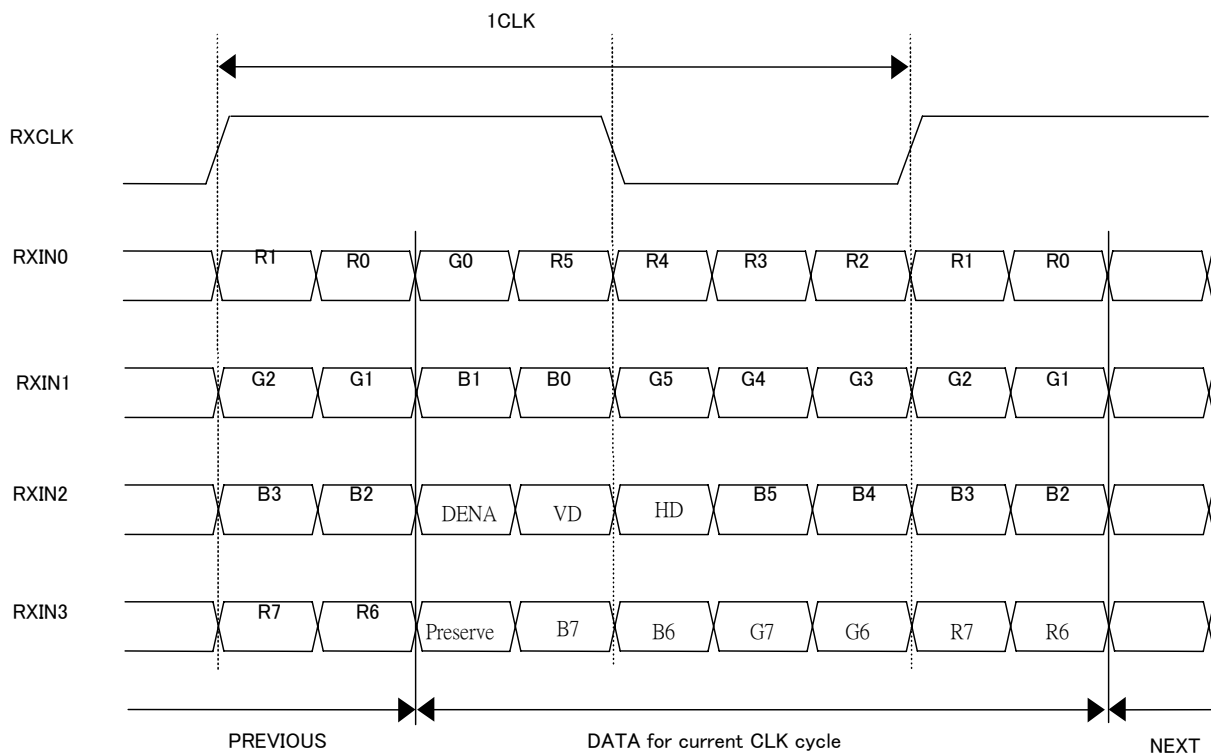 1CLK
RXCLK
RXIN0 R1 R0 G0 R5 R4 R3 R2 R1 R0
RXIN1 G2 G1 B1 B0 G5 G4 G3 G2 G1
RXIN2 B3 B2 DENA VD HD B5 B4 B3 B2
RXIN3 R7 R6 Preserve B7 B6 G7 G6 R7 R6
PREVIOUS DATA for current CLK cycle NEXT